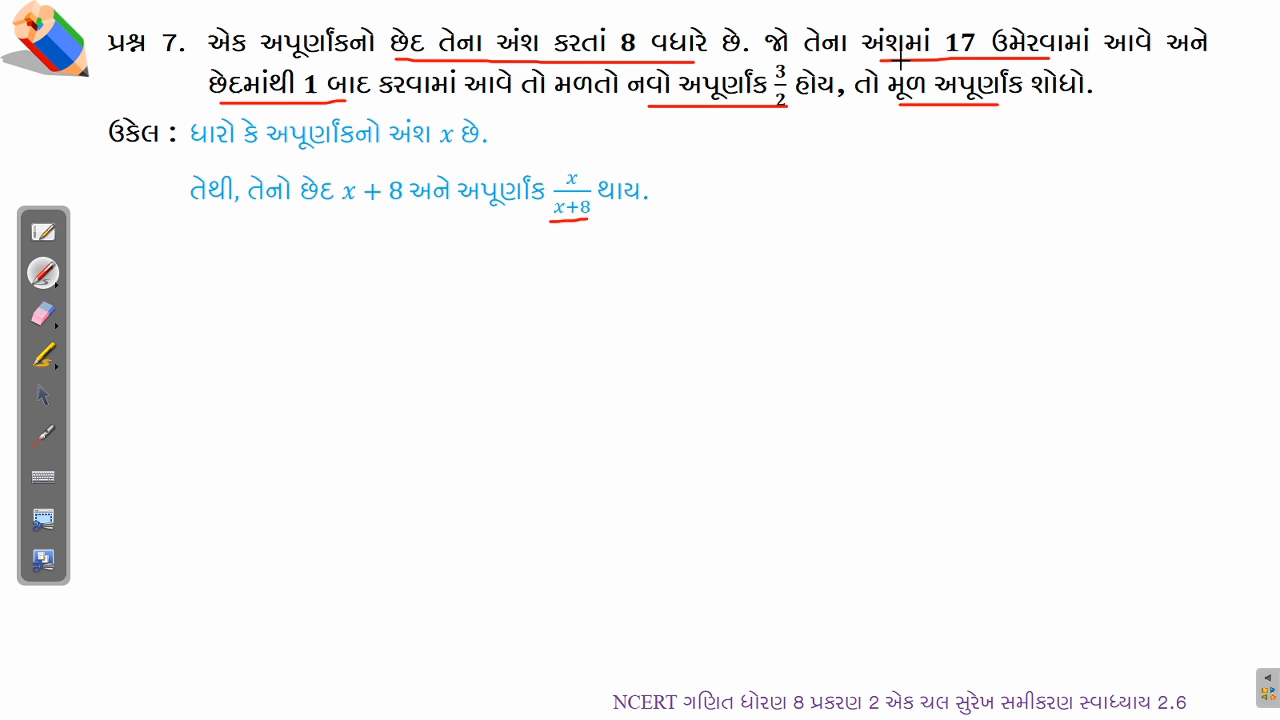 પ્રશ્ન 7. એક અપૂર્ણાંકનો છેદ તેના અંશ કરતાં 8 વધારે છે. જો તેના અંશમાં 17 ઉમેરવામાં આવે અને
છેદમાંથી 1 બાદ કરવામાં આવે તો મળતો નવો અપૂર્ણાંક 3/2 હોય, તો મૂળ અપૂર્ણાંક શોધો.
ઉકેલ : ધારો કે અપૂર્ણાંકનો અંશ x છે.
તેથી, તેનો છેદ x + 8 અને અપૂર્ણાંક x/(x+8) થાય.
NCERT ગણિત ધોરણ 8 પ્રકરણ 2 એક ચલ સુરેખ સમીકરણ સ્વાધ્યાય 2.6